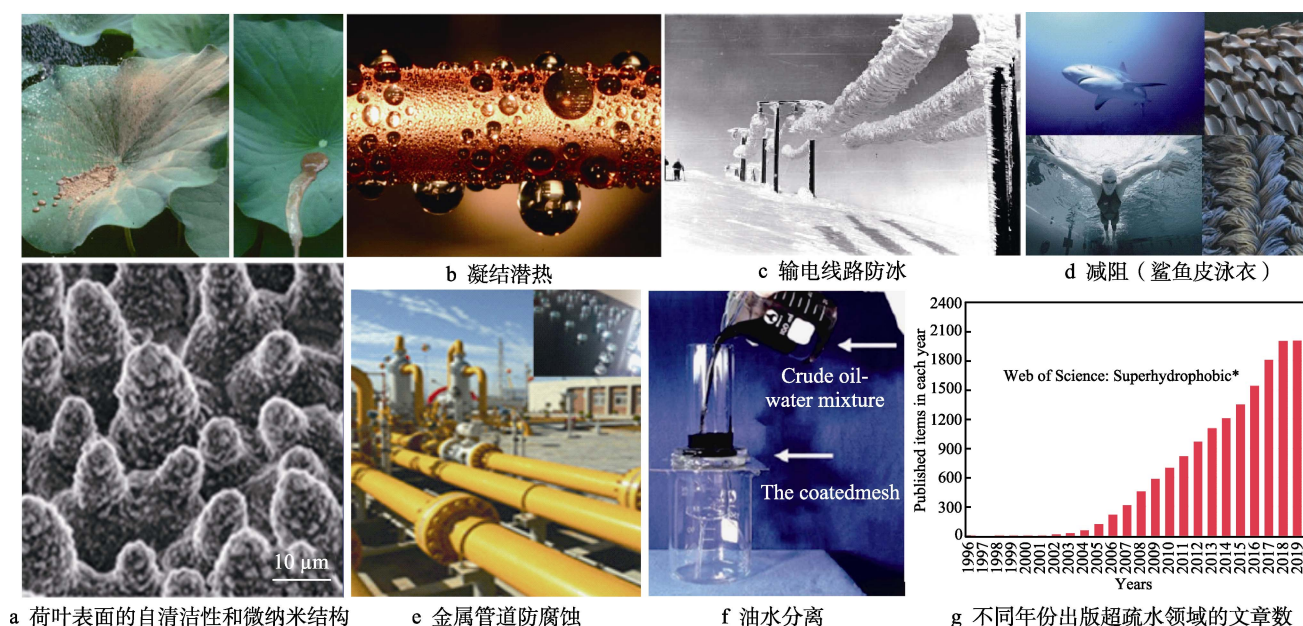 b 凝结潜热
c 输电线路防冰
d 减阻（鲨鱼皮泳衣）
10 μm
a 荷叶表面的自清洁性和微纳米结构
e 金属管道防腐蚀
Crude oil-
water mixture
The coatedmesh
f 油水分离
Published items in each year
2400
2100
1800
1500
1200
900
600
300
0
Web of Science: Superhydrophobic*
1996
1997
1998
1999
2000
2001
2002
2003
2004
2005
2006
2007
2008
2009
2010
2011
2012
2013
2014
2015
2016
2017
2018
2019
Years
g 不同年份出版超疏水领域的文章数